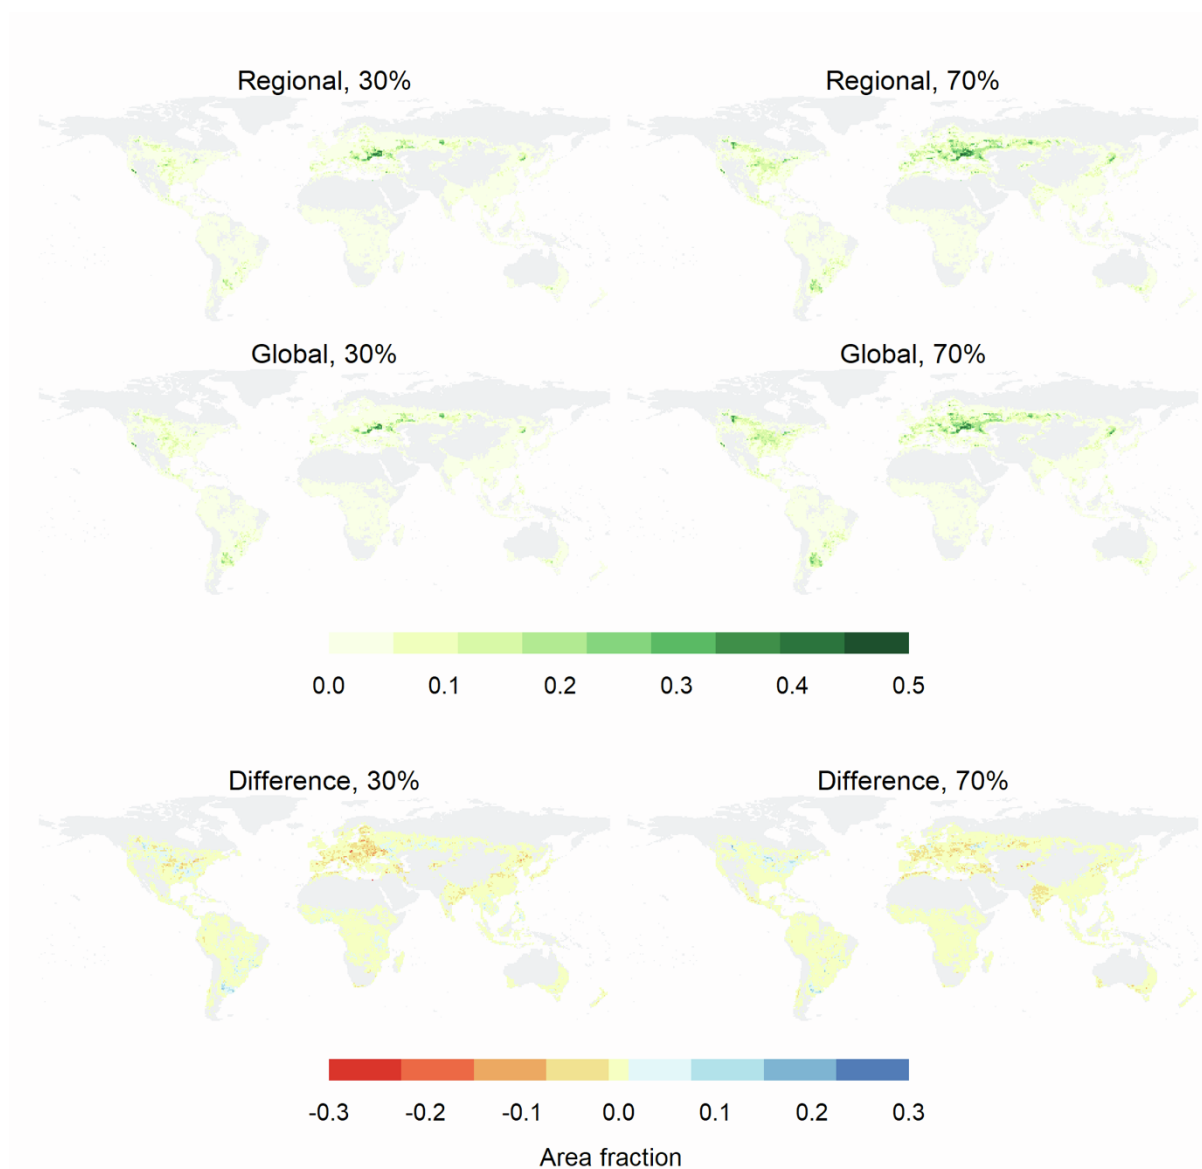 Regional, 30%
Regional, 70%
Global, 30%
Global, 70%
0.0 0.1 0.2 0.3 0.4 0.5
Difference, 30%
Difference, 70%
-0.3 -0.2 -0.1 0.0 0.1 0.2 0.3
Area fraction